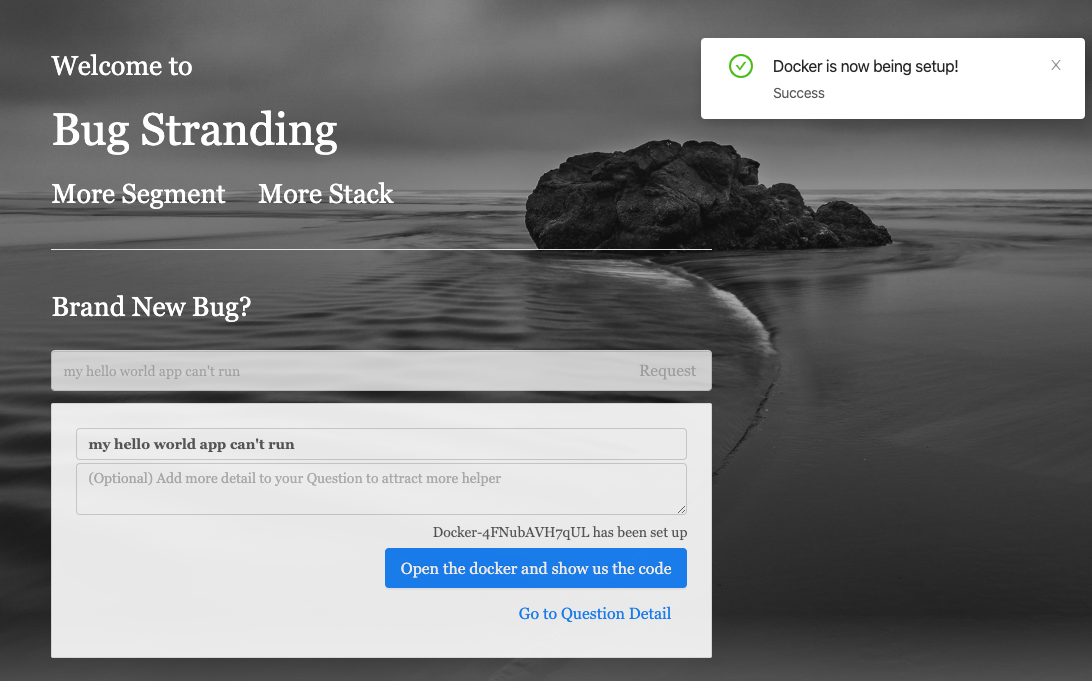 Welcome to
Bug Stranding
More Segment More Stack
Brand New Bug?
my hello world app can't run Request
my hello world app can't run
(Optional) Add more detail to your Question to attract more helper
Docker-4FNubAVH7qUL has been set up
Open the docker and show us the code
Go to Question Detail
Docker is now being setup!
Success